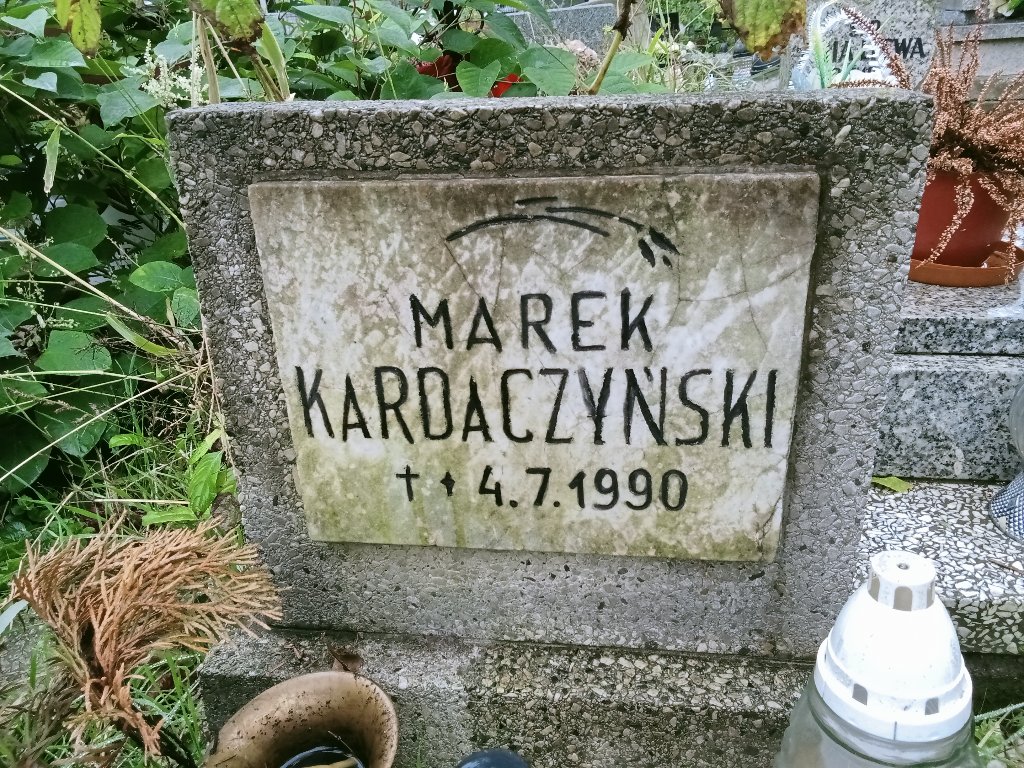 MAREK
KARDACZYŃSKI
† * 4.7.1990